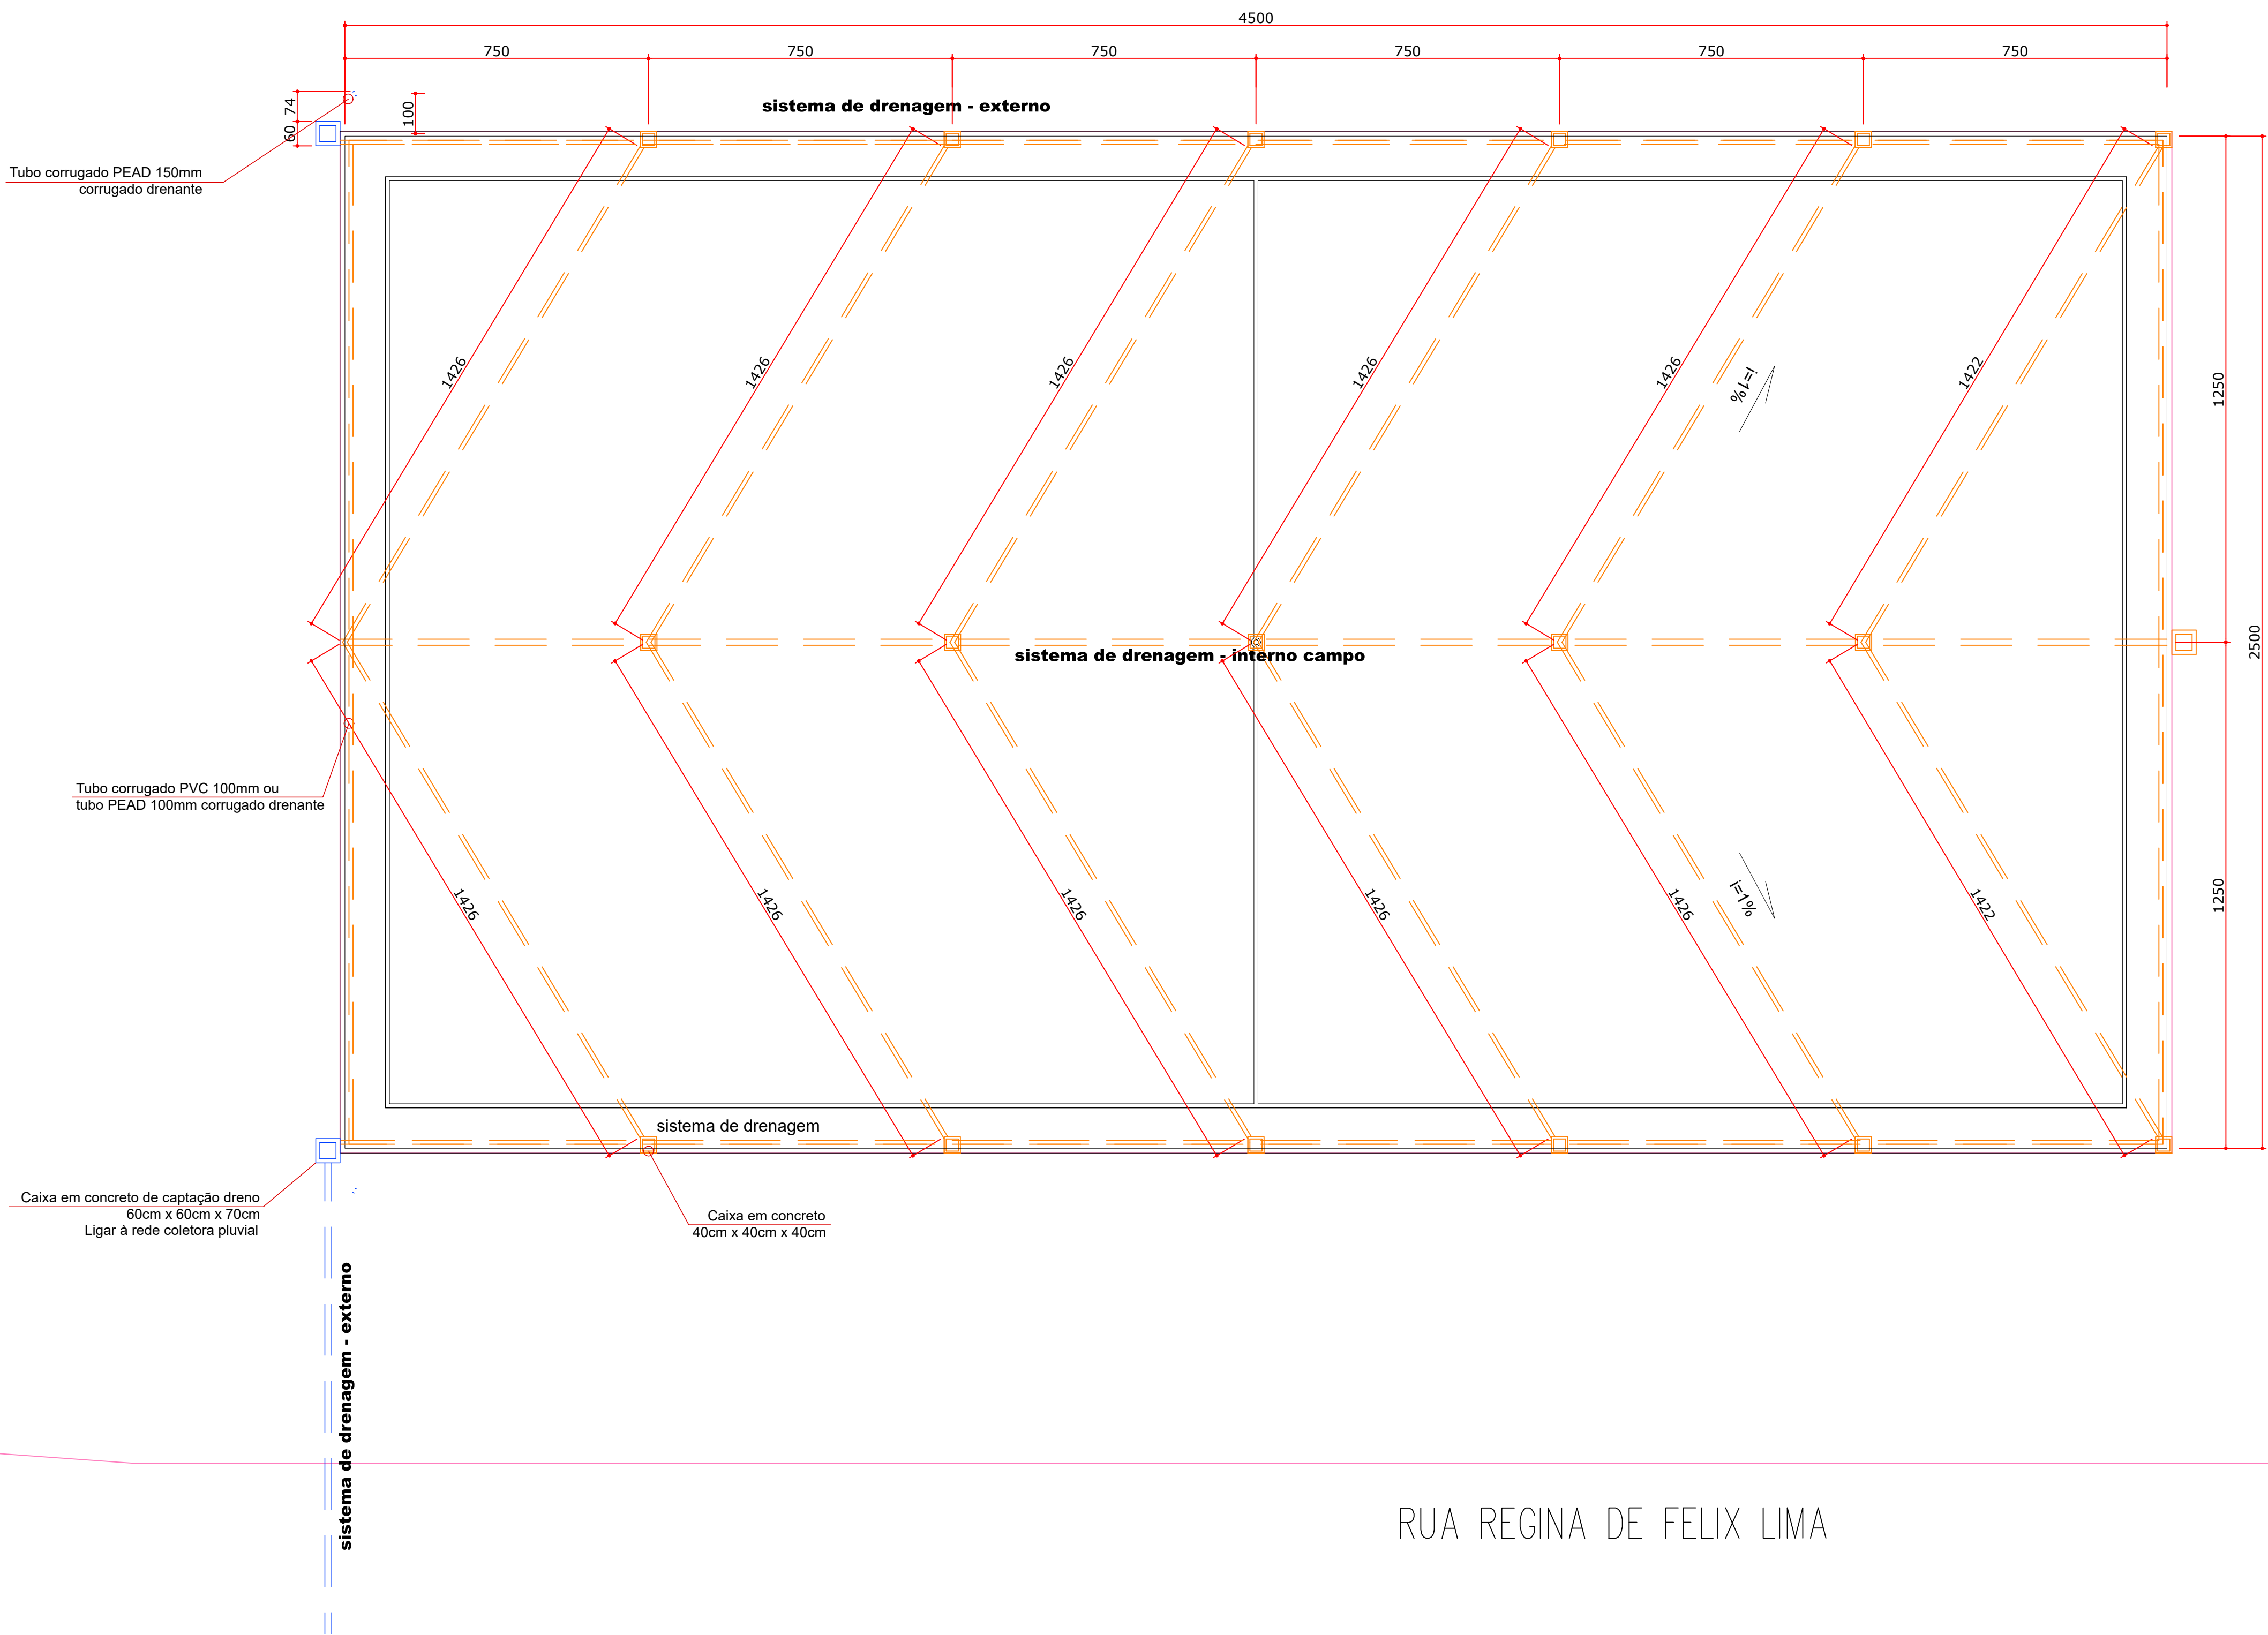 4500
750
750
750
750
750
750
74
60
100
sistema de drenagem - externo
Tubo corrugado PEAD 150mm
corrugado drenante
1426
1426
1426
1426
1426
1422
i=1%
1250
2500
sistema de drenagem - interno campo
Tubo corrugado PVC 100mm ou
tubo PEAD 100mm corrugado drenante
1426
1426
1426
1426
1426
1422
i=1%
1250
sistema de drenagem
Caixa em concreto de captação dreno
60cm x 60cm x 70cm
Ligar à rede coletora pluvial
Caixa em concreto
40cm x 40cm x 40cm
sistema de drenagem - externo
RUA REGINA DE FELIX LIMA